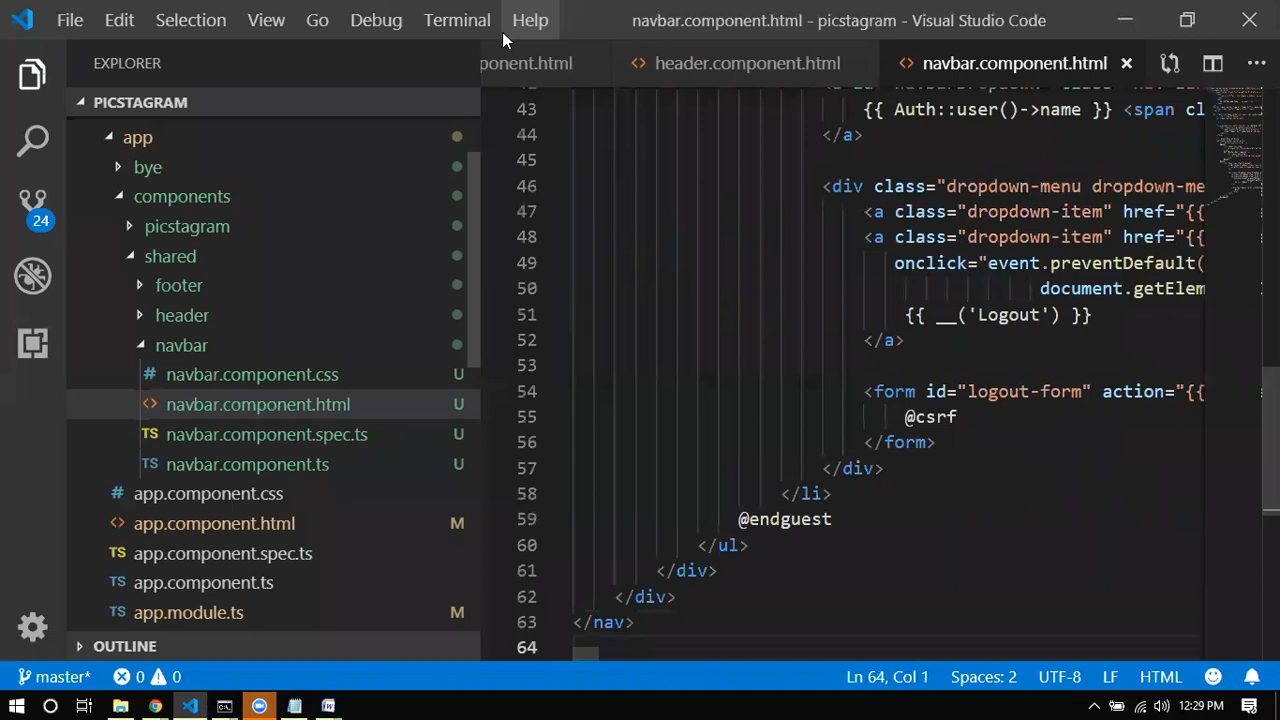 File Edit Selection View Go Debug Terminal Help navbar.component.html - picstagram - Visual Studio Code
EXPLORER
ponent.html header.component.html navbar.component.html
PICSTAGRAM
app
bye
components
picstagram
shared
footer
header
navbar
navbar.component.css U
navbar.component.html U
navbar.component.spec.ts U
navbar.component.ts U
app.component.css
app.component.html M
app.component.spec.ts
app.component.ts
app.module.ts M
OUTLINE
24
43 {{ Auth::user()->name }} <span cl
44 </a>
45
46 <div class="dropdown-menu dropdown-me
47 <a class="dropdown-item" href="{{
48 <a class="dropdown-item" href="{{
49 onclick="event.preventDefault(
50 document.getElem
51 {{ __('Logout') }}
52 </a>
53
54 <form id="logout-form" action="{{
55 @csrf
56 </form>
57 </div>
58 </li>
59 @endguest
60 </ul>
61 </div>
62 </div>
63 </nav>
64
master* 0 0 Ln 64, Col 1 Spaces: 2 UTF-8 LF HTML
12:29 PM